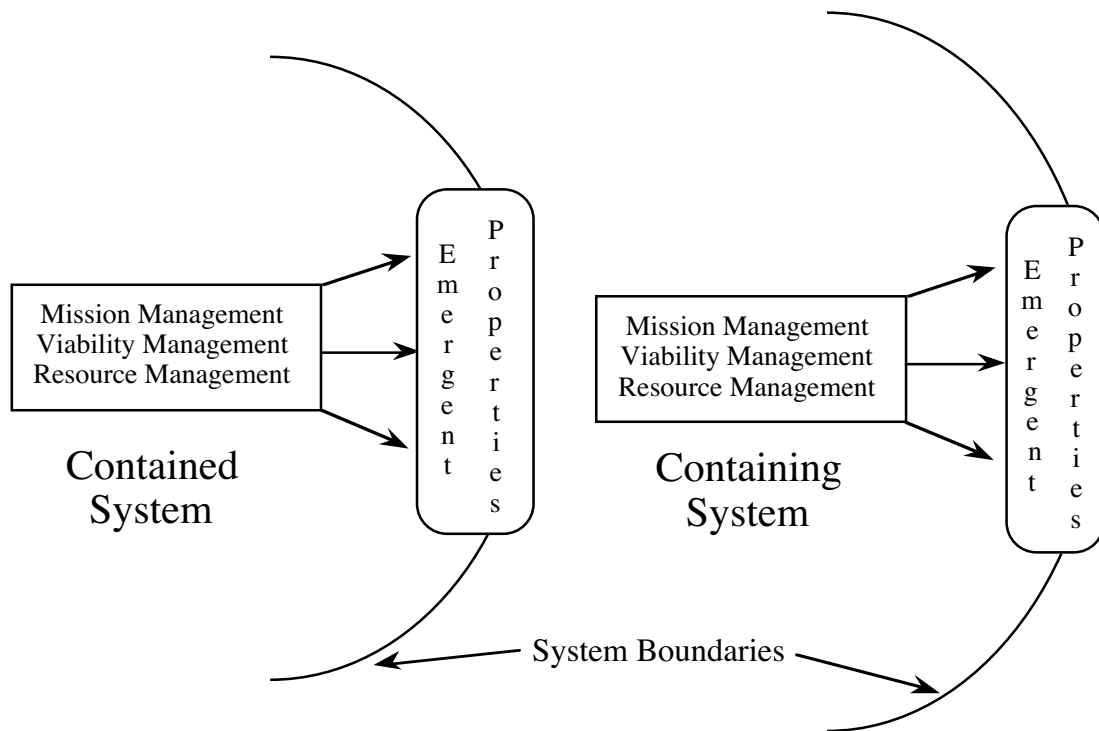 Mission Management
Viability Management
Resource Management
Contained
System
Emergent
Properties
Mission Management
Viability Management
Resource Management
Containing
System
Emergent
Properties
System Boundaries